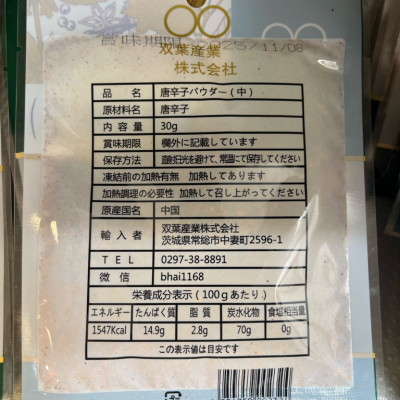 賞味期限 2025/11/08
双葉産業
株式会社
品名 唐辛子パウダー(中)
原材料名 唐辛子
内容量 30g
賞味期限 欄外に記載しています
保存方法 直射日光を避けて、常温にて保存してください
凍結前の加熱有無 加熱してあります
加熱調理の必要性 加熱して召し上がってください
原産国名 中国
輸入者 双葉産業株式会社
茨城県常総市中妻町2596-1
TEL 0297-38-8891
微信 bhai1168
栄養成分表示(100gあたり)
エネルギー たんぱく質 脂質 炭水化物 食塩相当量
1547Kcal 14.9g 2.8g 70g 0g
この表示値は目安です